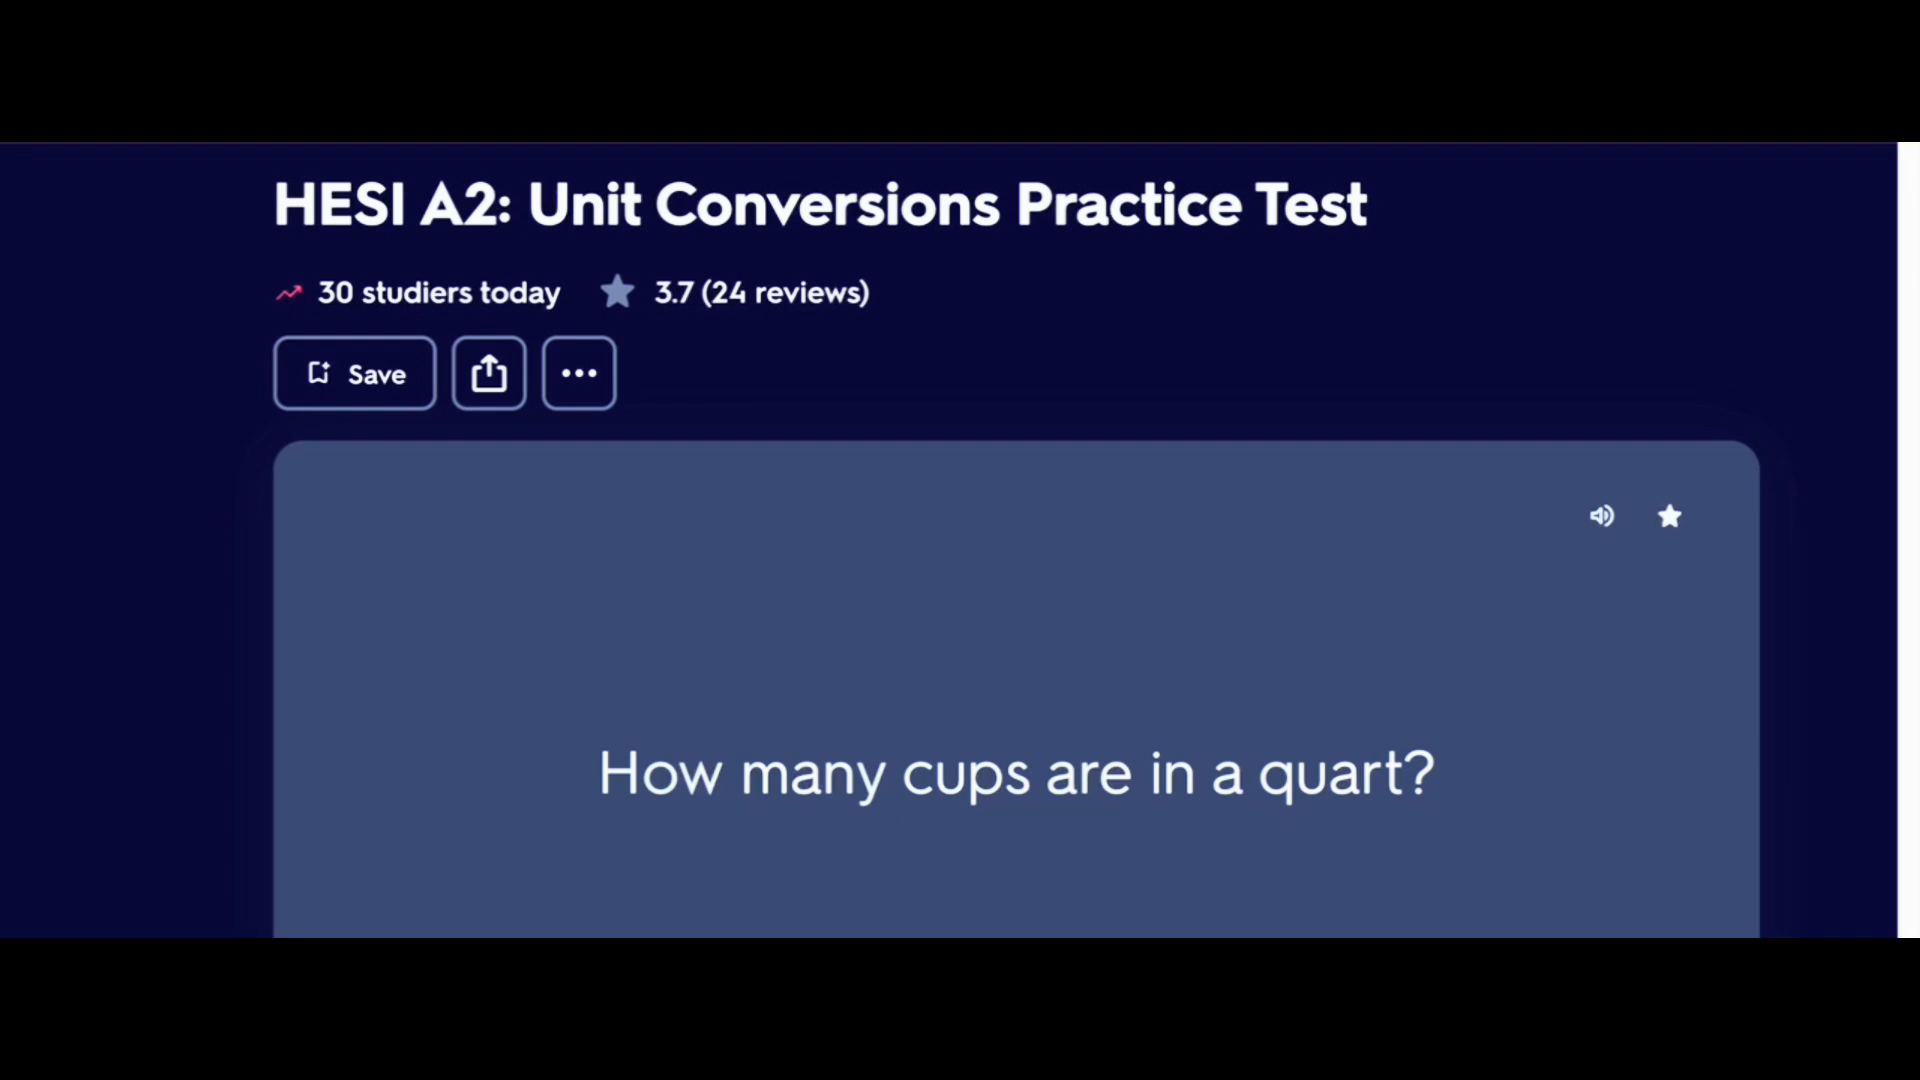 HESI A2: Unit Conversions Practice Test
30 studiers today 3.7 (24 reviews)
Save
How many cups are in a quart?